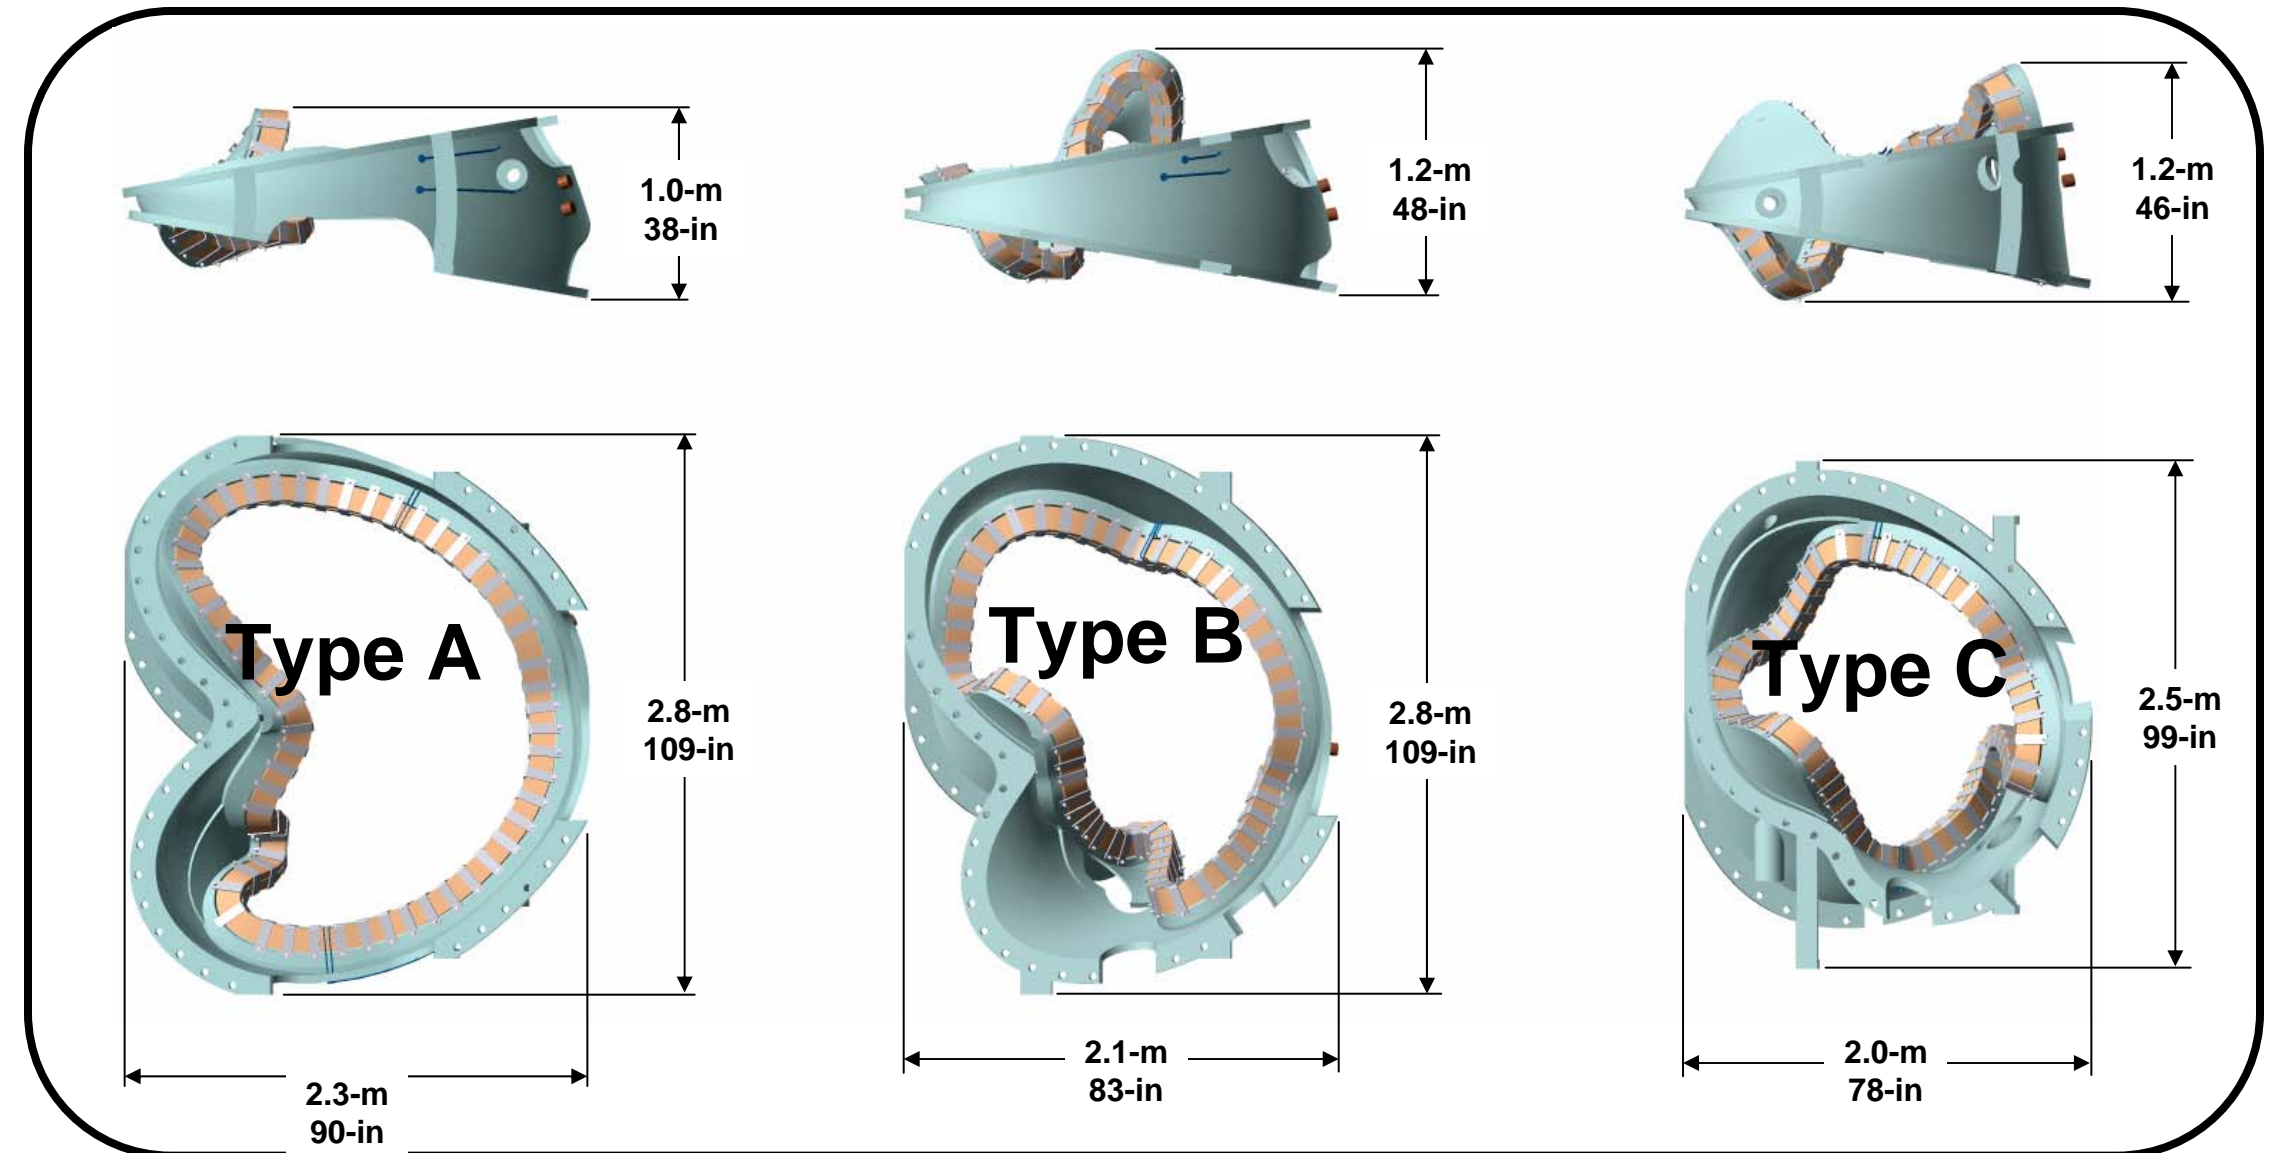 1.0-m
38-in
1.2-m
48-in
1.2-m
46-in
Type A
2.8-m
109-in
2.3-m
90-in
Type B
2.8-m
109-in
2.1-m
83-in
Type C
2.5-m
99-in
2.0-m
78-in